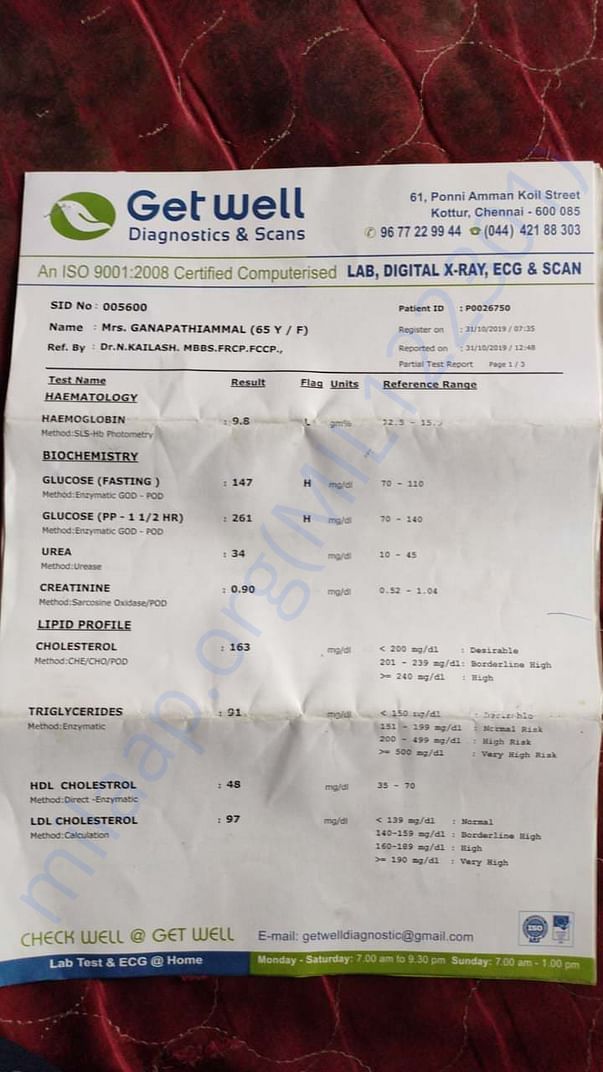 Getwell
Diagnostics & Scans
61, Ponni Amman Koil Street
Kottur, Chennai - 600 085
96 77 22 99 44 (044) 421 88 303
An ISO 9001:2008 Certified Computerised LAB, DIGITAL X-RAY, ECG & SCAN
SID No : 005600 Patient ID : P0026750
Name : Mrs. GANAPATHIAMMAL (65 Y / F) Register on : 31/10/2019 / 07:35
Ref. By : Dr.N.KAILASH. MBBS.FRCP.FCCP., Reported on : 31/10/2019 / 12:48
Partial Test Report Page 1 / 3
Test Name Result Flag Units Reference Range
HAEMATOLOGY
HAEMOGLOBIN : 9.8 L gm%
Method:SLS-Hb Photometry
BIOCHEMISTRY
GLUCOSE (FASTING ) : 147 H mg/dl 70 - 110
Method:Enzymatic GOD - POD
GLUCOSE (PP - 1 1/2 HR) : 261 H mg/dl 70 - 140
Method:Enzymatic GOD - POD
UREA : 34 mg/dl 10 - 45
Method:Urease
CREATININE : 0.90 mg/dl 0.52 - 1.04
Method:Sarcosine Oxidase/POD
LIPID PROFILE
CHOLESTEROL : 163 mg/dl < 200 mg/dl : Desirable
Method:CHE/CHO/POD 201 - 239 mg/dl: Borderline High
>= 240 mg/dl : High
TRIGLYCERIDES : 91 mg/dl < 150 mg/dl :
Method:Enzymatic 151 - 199 mg/dl : Normal Risk
200 - 499 mg/dl : High Risk
>= 500 mg/dl : Very High Risk
HDL CHOLESTROL : 48 mg/dl 35 - 70
Method:Direct -Enzymatic
LDL CHOLESTEROL : 97 mg/dl < 139 mg/dl : Normal
Method:Calculation 140-159 mg/dl : Borderline High
160-189 mg/dl : High
>= 190 mg/dl : Very High
CHECK WELL @ GET WELL E-mail: getwelldiagnostic@gmail.com
ISO
Lab Test & ECG @ Home Monday - Saturday: 7.00 am to 9.30 pm Sunday: 7.00 am - 1.00 pm